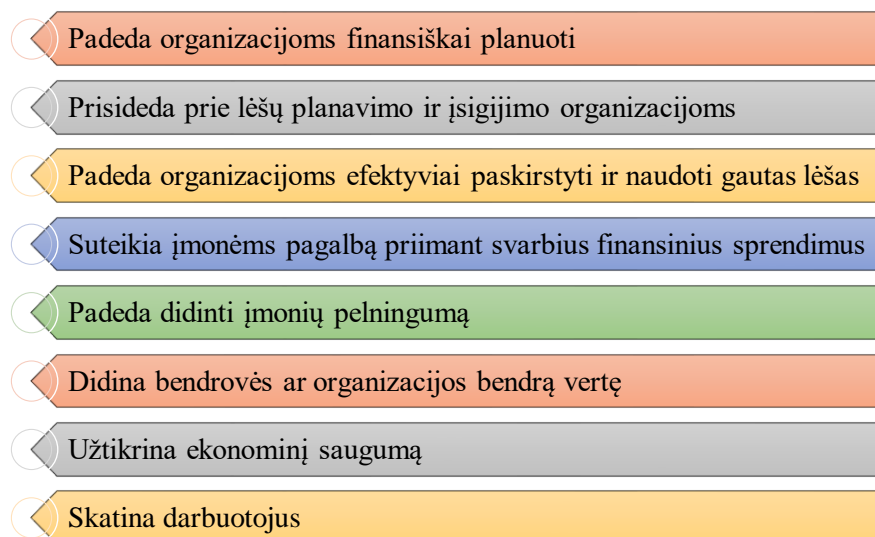 Padeda organizacijoms finansiškai planuoti
Prisideda prie lėšų planavimo ir įsigijimo organizacijoms
Padeda organizacijoms efektyviai paskirstyti ir naudoti gautas lėšas
Suteikia įmonėms pagalbą priimant svarbius finansinius sprendimus
Padeda didinti įmonių pelningumą
Didina bendrovės ar organizacijos bendrą vertę
Užtikrina ekonominį saugumą
Skatina darbuotojus